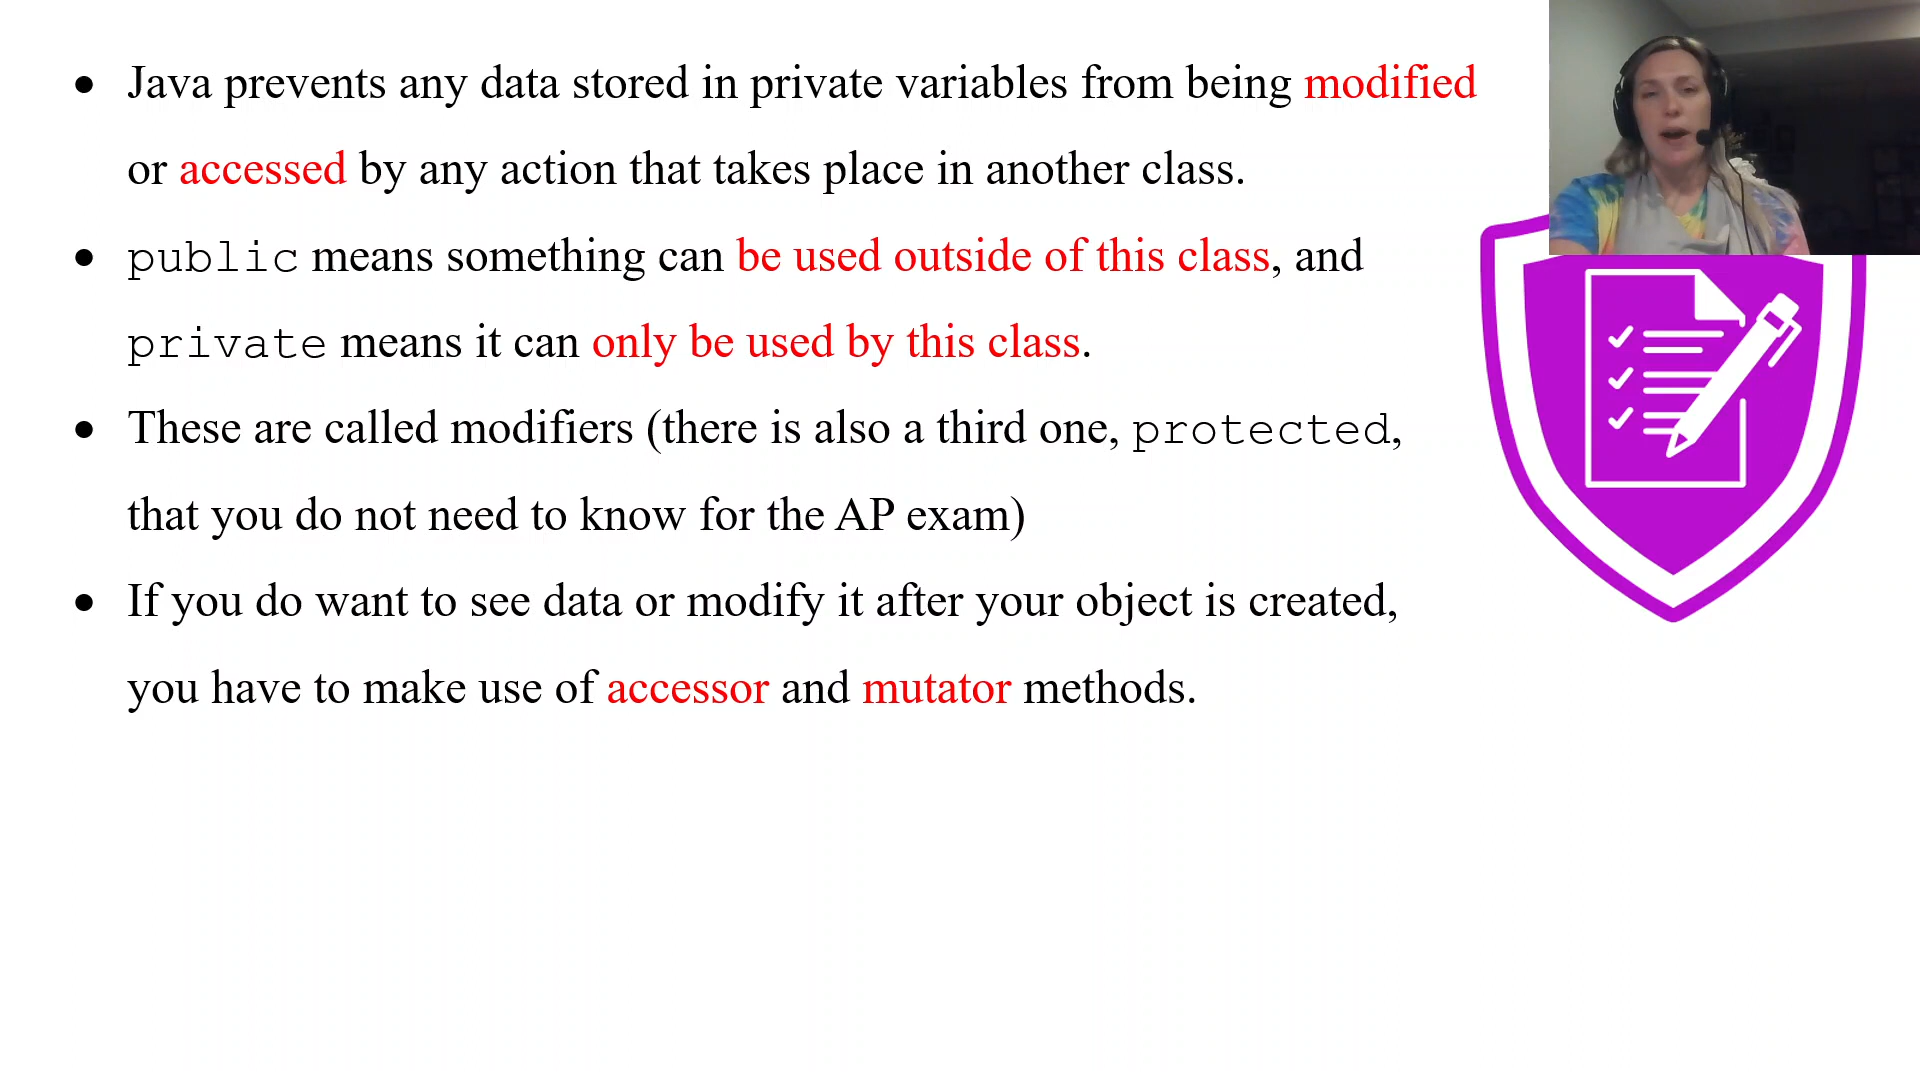 • Java prevents any data stored in private variables from being modified
or accessed by any action that takes place in another class.
• public means something can be used outside of this class, and
private means it can only be used by this class.
• These are called modifiers (there is also a third one, protected,
that you do not need to know for the AP exam)
• If you do want to see data or modify it after your object is created,
you have to make use of accessor and mutator methods.